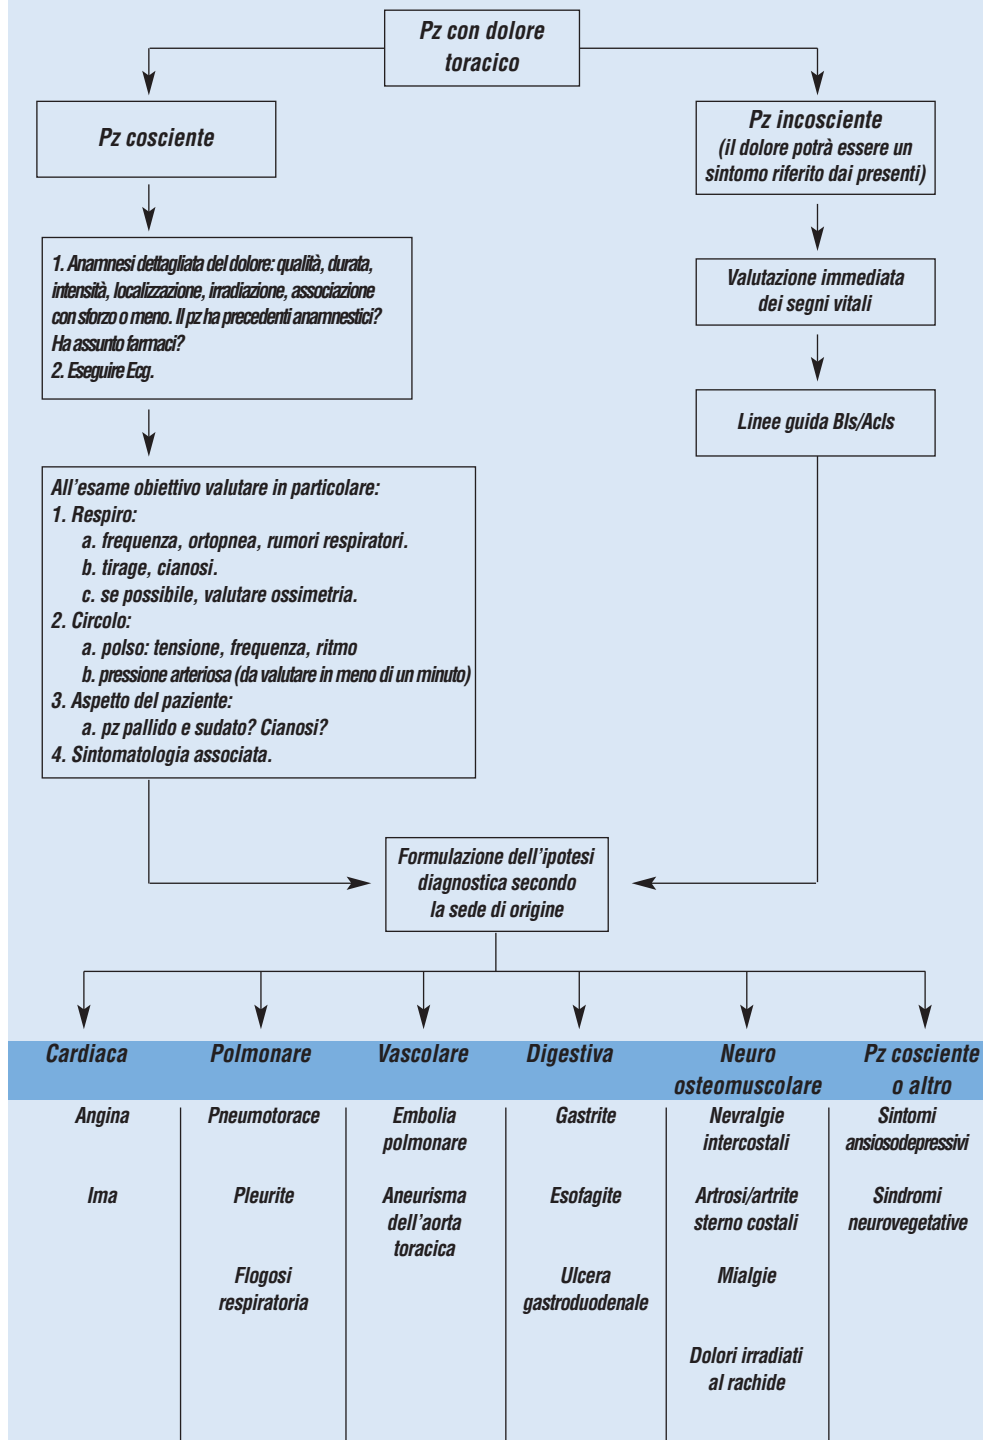 Pz con dolore
toracico
Pz cosciente
Pz incosciente
(il dolore potrà essere un
sintomo riferito dai presenti)
1. Anamnesi dettagliata del dolore: qualità, durata,
intensità, localizzazione, irradiazione, associazione
con sforzo o meno. Il pz ha precedenti anamnestici?
Ha assunto farmaci?
2. Eseguire Ecg.
Valutazione immediata
dei segni vitali
Linee guida Bls/Acls
All'esame obiettivo valutare in particolare:
1. Respiro:
a. frequenza, ortopnea, rumori respiratori.
b. tirage, cianosi.
c. se possibile, valutare ossimetria.
2. Circolo:
a. polso: tensione, frequenza, ritmo
b. pressione arteriosa (da valutare in meno di un minuto)
3. Aspetto del paziente:
a. pz pallido e sudato? Cianosi?
4. Sintomatologia associata.
Formulazione dell'ipotesi
diagnostica secondo
la sede di origine
Cardiaca
Angina
Ima
Polmonare
Pneumotorace
Pleurite
Flogosi
respiratoria
Vascolare
Embolia
polmonare
Aneurisma
dell'aorta
toracica
Digestiva
Gastrite
Esofagite
Ulcera
gastroduodenale
Neuro
osteomuscolare
Nevralgie
intercostali
Artrosi/artrite
sterno costali
Mialgie
Dolori irradiati
al rachide
Pz cosciente
o altro
Sintomi
ansiosodepressivi
Sindromi
neurovegetative